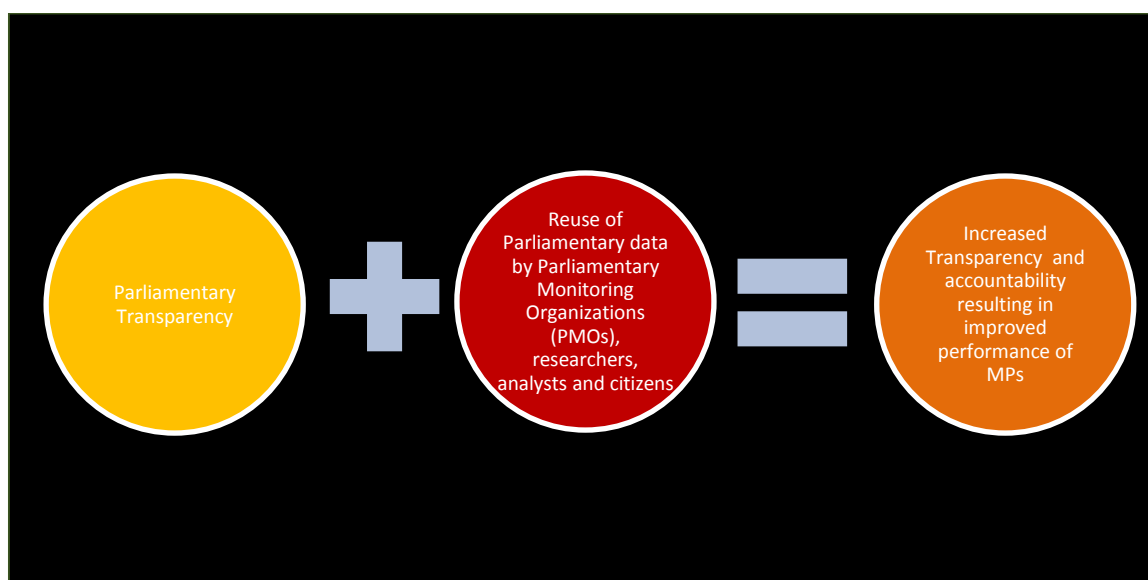 Parliamentary
Transparency
Reuse of
Parliamentary data
by Parliamentary
Monitoring
Organizations
(PMOs),
researchers,
analysts and citizens
Increased
Transparency and
accountability
resulting in
improved
performance of
MPs